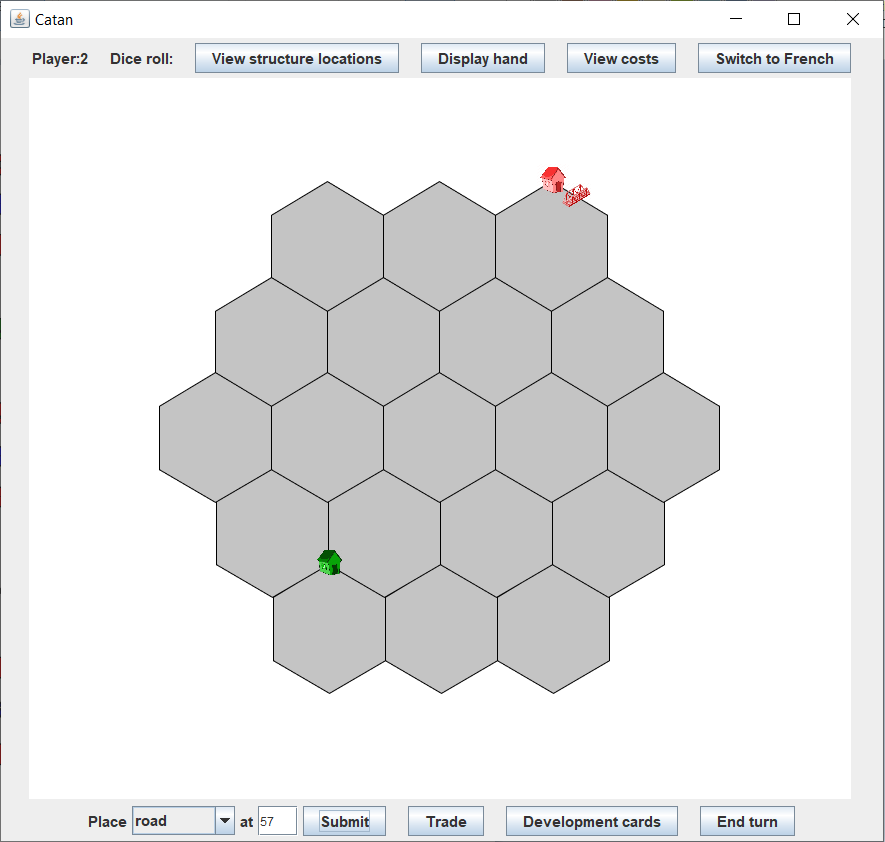 Catan
Player:2 Dice roll: View structure locations Display hand View costs Switch to French
Place road at 57 Submit Trade Development cards End turn